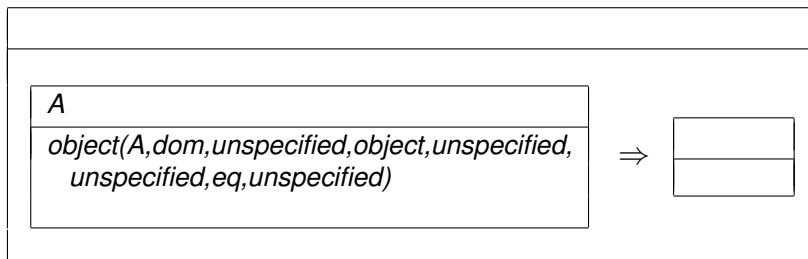 A
object(A,dom,unspecified,object,unspecified,
unspecified,eq,unspecified)
⇒